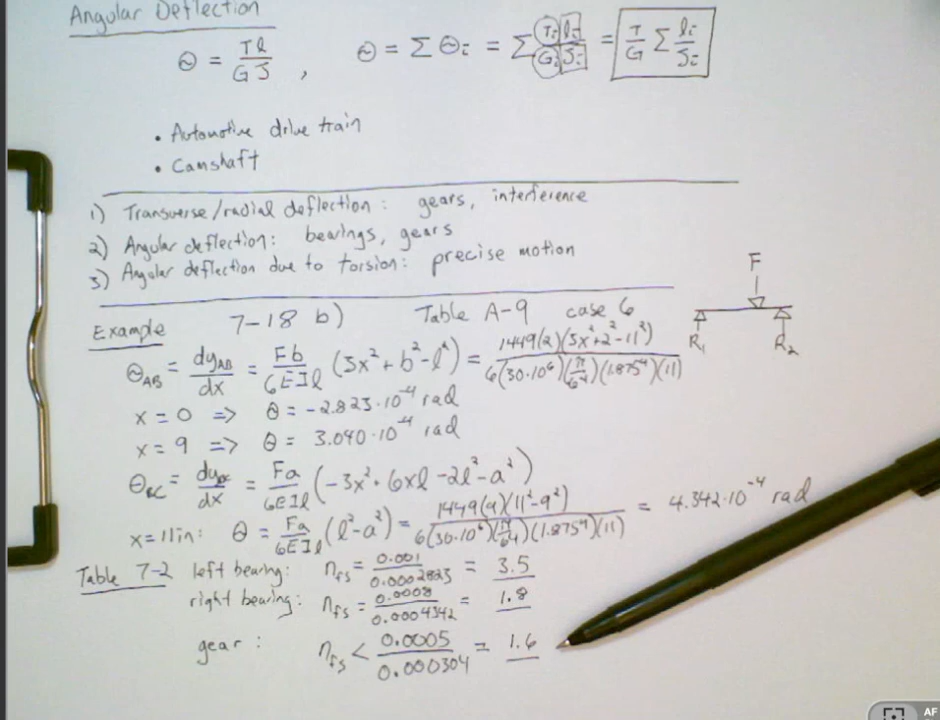 Angular Deflection
Θ = Tl/GJ , Θ = Σ Θi = Σ Ti li/Gi Ji = T/G Σ li/Ji
• Automotive drive train
• Camshaft
1) Transverse/radial deflection: gears, interference
2) Angular deflection: bearings, gears
3) Angular deflection due to torsion: precise motion
F
R1 R2
Example 7-18 b) Table A-9 case 6
ΘAB = dyAB/dx = Fb/6EIl (3x² + b² - l²) = 1449(2)(3x²+2²-11²)/6(30·10⁶)(π/64)(1.875⁴)(11)
x = 0 => Θ = -2.823·10⁻⁴ rad
x = 9 => Θ = 3.040·10⁻⁴ rad
ΘBC = dyBC/dx = Fa/6EIl (-3x² + 6xl - 2l² - a²)
x=11in: Θ = Fa/6EIl (l²-a²) = 1449(9)(11²-9²)/6(30·10⁶)(π/64)(1.875⁴)(11) = 4.342·10⁻⁴ rad
Table 7-2 left bearing: nfs = 0.001/0.0002823 = 3.5
right bearing: nfs = 0.0008/0.0004342 = 1.8
gear: nfs < 0.0005/0.000304 = 1.6
AF